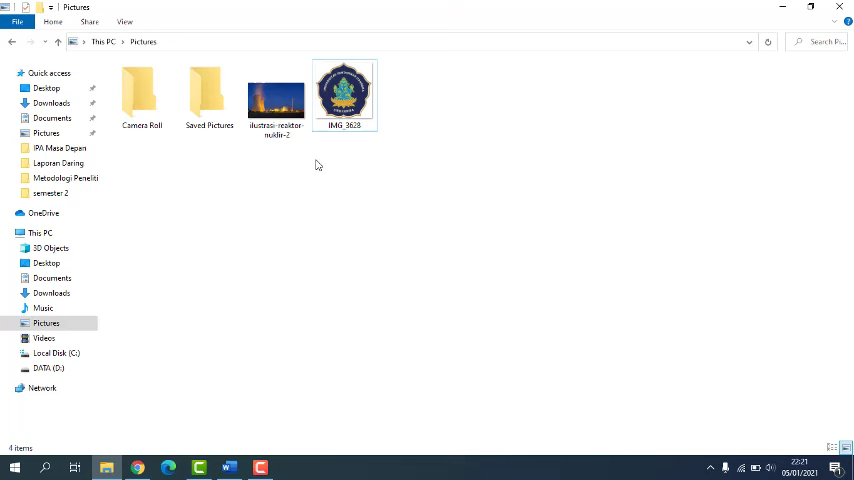 Pictures
File
Home
Share
View
This PC
Pictures
Search Pi...
Quick access
Desktop
Downloads
Documents
Pictures
IPA Masa Depan
Laporan Daring
Metodologi Peneliti
semester 2
OneDrive
This PC
3D Objects
Desktop
Documents
Downloads
Music
Pictures
Videos
Local Disk (C:)
DATA (D:)
Network
Camera Roll
Saved Pictures
ilustrasi-reaktor-
nuklir-2
IMG_3628
4 items
22:21
05/01/2021